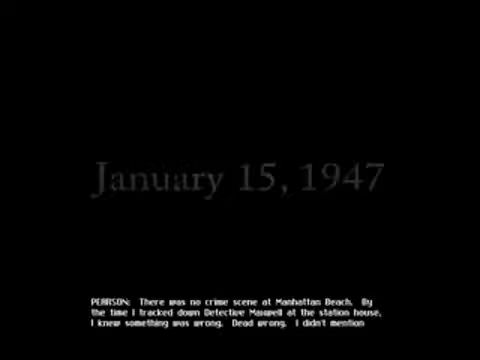 January 15, 1947
PEARSON: There was no crime scene at Manhattan Beach. By
the time I tracked down Detective Maxwell at the station house,
I knew something was wrong. Dead wrong. I didn't mention